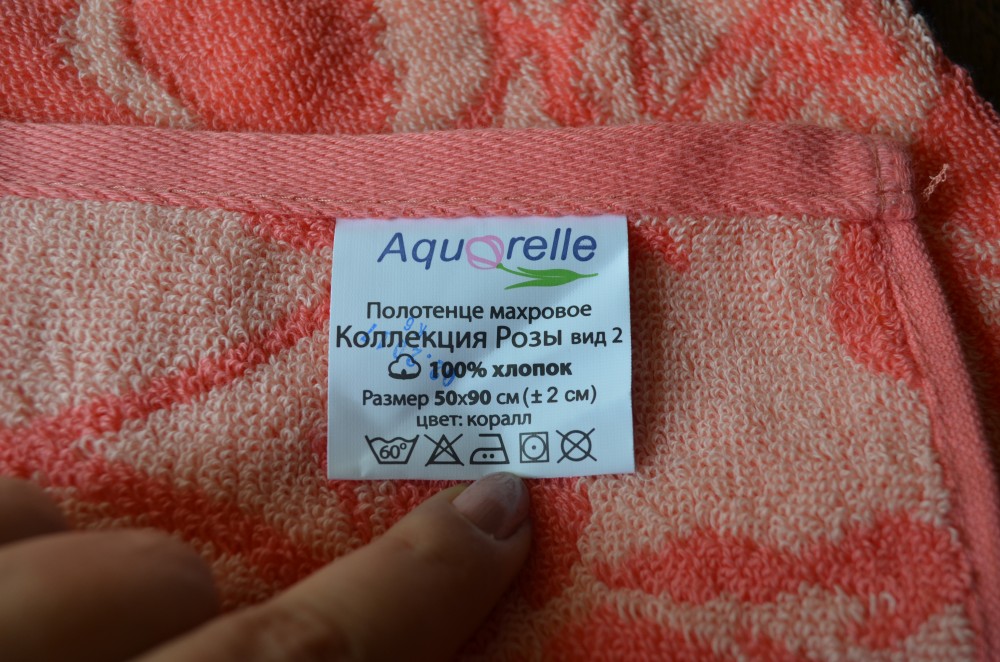 Aquarelle
Полотенце махровое
Коллекция Розы вид 2
100% хлопок
Размер 50x90 см (± 2 см)
цвет: коралл
60°